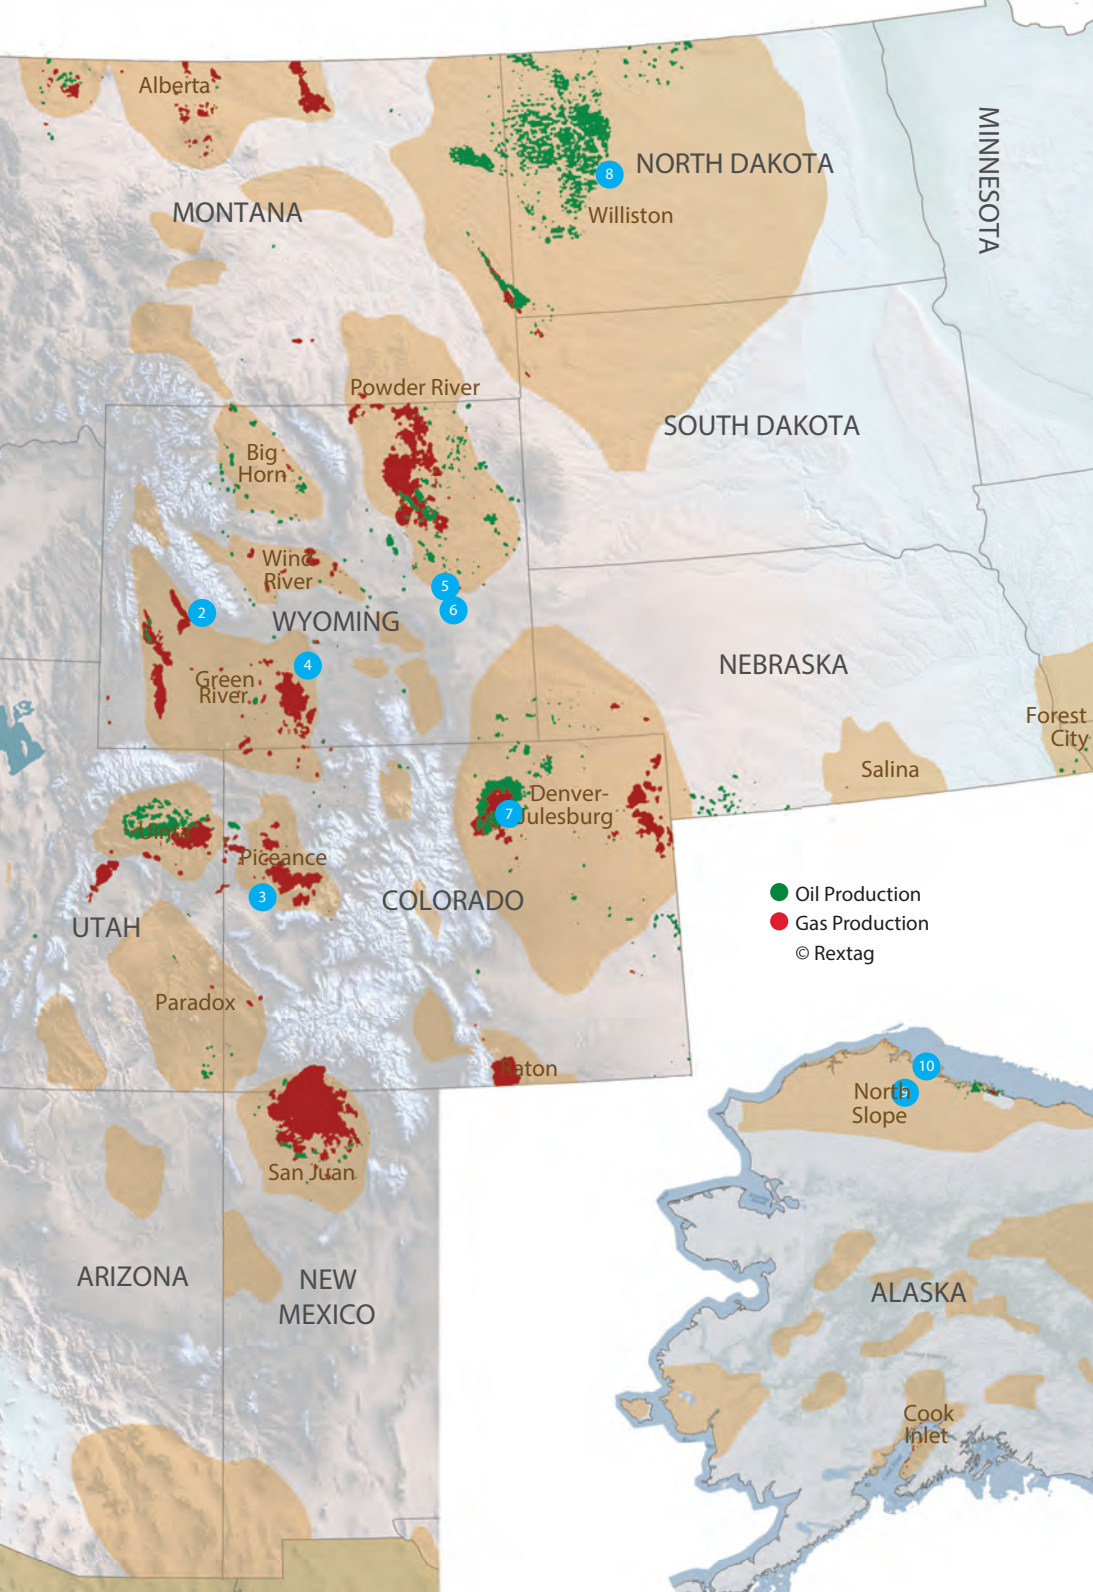 Alberta
MINNESOTA
NORTH DAKOTA
8
MONTANA
Williston
Powder River
SOUTH DAKOTA
Big
Horn
Wind
River
5
2
6
WYOMING
4
NEBRASKA
Green
River
Forest
City
Salina
Denver-
Julesburg
7
Uinta
Piceance
3
COLORADO
Oil Production
UTAH
Gas Production
© Rextag
Paradox
Raton
10
North
9
Slope
San Juan
ARIZONA
NEW
MEXICO
ALASKA
Cook
Inlet